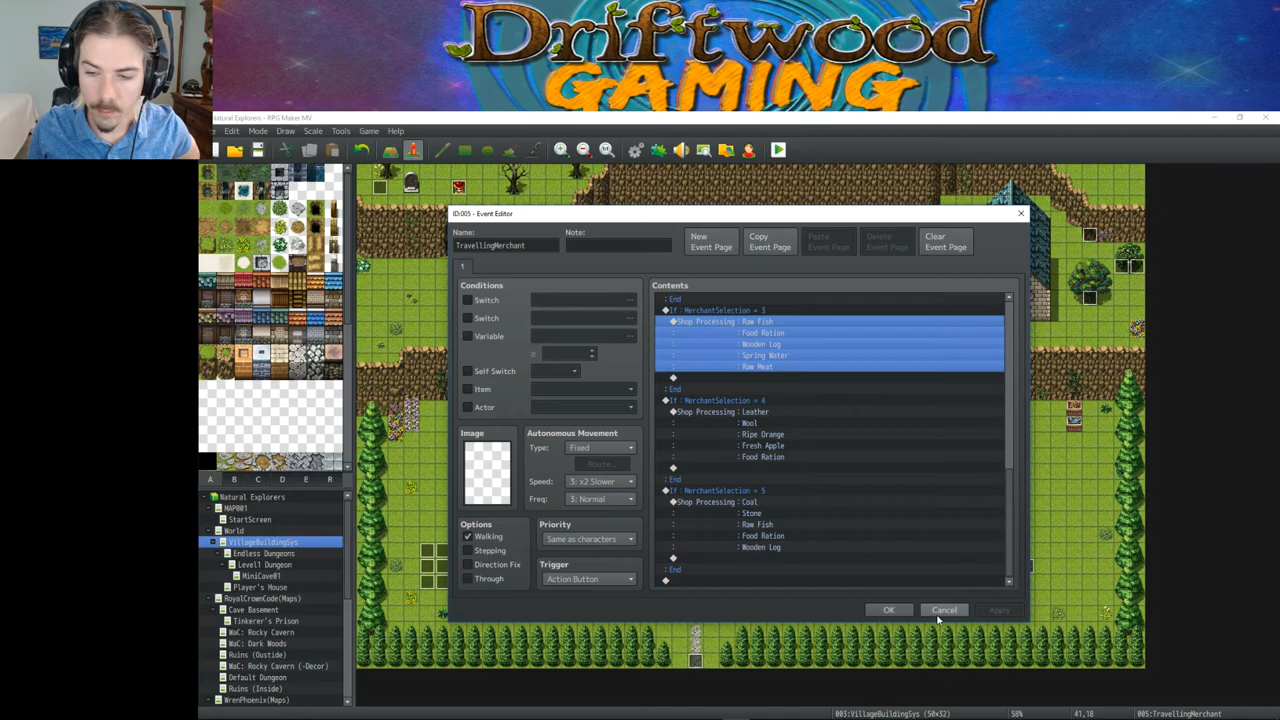 Driftwood
GAMING
Natural Explorers - RPG Maker MV
Edit Mode Draw Scale Tools Game Help
ID:005 - Event Editor
Name: Note:
TravellingMerchant
New Event Page
Copy Event Page
Paste Event Page
Delete Event Page
Clear Event Page
1
Conditions
Switch
Switch
Variable
≥
Self Switch
Item
Actor
Image
Autonomous Movement
Type: Fixed
Route...
Speed: 3: x2 Slower
Freq: 3: Normal
Options
Walking
Stepping
Direction Fix
Through
Priority
Same as characters
Trigger
Action Button
Contents
: End
◆If : MerchantSelection = 3
◆Shop Processing : Raw Fish
: : Food Ration
: : Wooden Log
: : Spring Water
: : Raw Meat
◆
: End
◆If : MerchantSelection = 4
◆Shop Processing : Leather
: : Wool
: : Ripe Orange
: : Fresh Apple
: : Food Ration
◆
: End
◆If : MerchantSelection = 5
◆Shop Processing : Coal
: : Stone
: : Raw Fish
: : Food Ration
: : Wooden Log
◆
: End
◆
OK Cancel Apply
A B C D E R
Natural Explorers
MAP001
StartScreen
World
VillageBuildingSys
Endless Dungeons
Level1 Dungeon
MiniCave01
Player's House
RoyalCrownCode(Maps)
Cave Basement
Tinkerer's Prison
WaC: Rocky Cavern
WaC: Dark Woods
Ruins (Oustide)
WaC: Rocky Cavern (-Decor)
Default Dungeon
Ruins (Inside)
WrenPhoenix(Maps)
003:VillageBuildingSys (50x32) 58% 41,18 005:TravellingMerchant